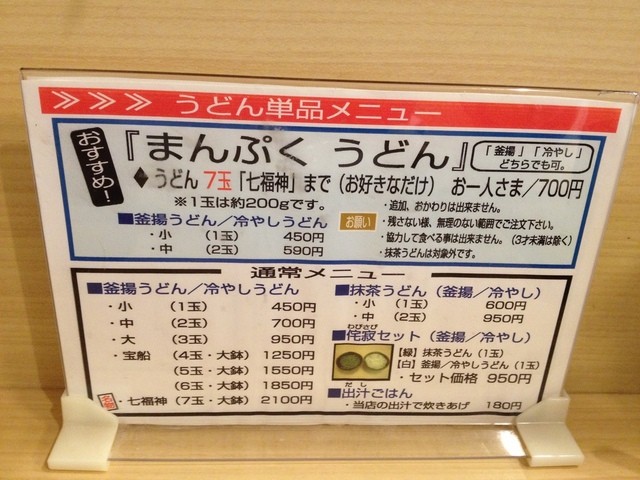 >>> うどん単品メニュー
おすすめ!
『まんぷく うどん』
「釜揚」「冷やし」
どちらでも可。
◆うどん 7玉「七福神」まで（お好きなだけ） お一人さま／700円
※1玉は約200gです。
■釜揚うどん／冷やしうどん
・小 （1玉） 450円
・中 （2玉） 590円
お願い
・追加、おかわりは出来ません。
・残さない様、無理のない範囲でご注文下さい。
・協力して食べる事は出来ません。（3才未満は除く）
・抹茶うどんは対象外です。
通常メニュー
■釜揚うどん／冷やしうどん
・小 （1玉） 450円
・中 （2玉） 700円
・大 （3玉） 950円
・宝船 （4玉・大鉢） 1250円
（5玉・大鉢） 1550円
（6玉・大鉢） 1850円
・七福神（7玉・大鉢） 2100円
■抹茶うどん（釜揚／冷やし）
・小 （1玉） 600円
・中 （2玉） 950円
わびさび
■侘寂セット（釜揚／冷やし）
【緑】抹茶うどん（1玉）
【白】釜揚／冷やしうどん（1玉）
・セット価格 950円
だし
■出汁ごはん
・当店の出汁で炊きあげ 180円